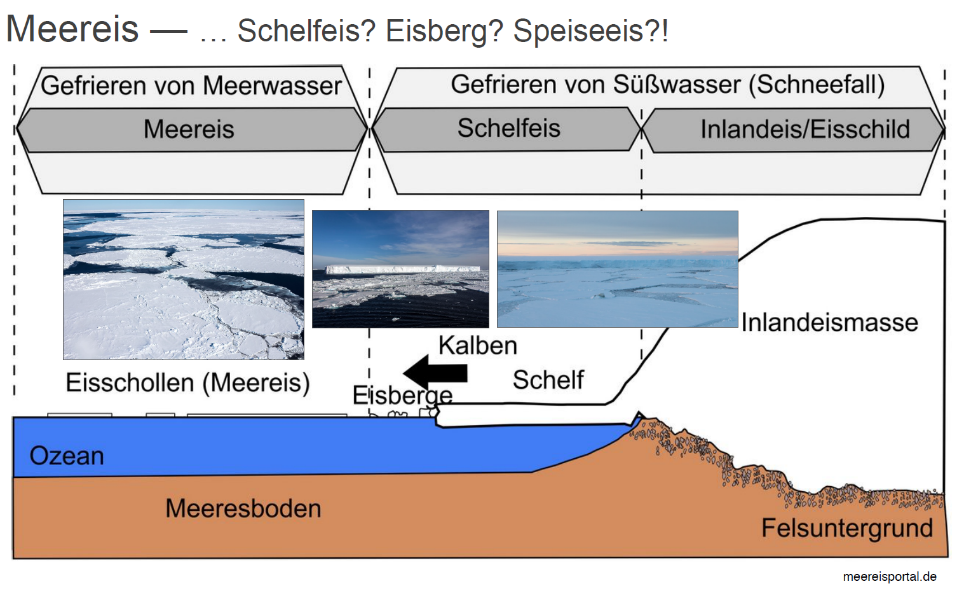 Meereis — … Schelfeis? Eisberg? Speiseeis?!
Gefrieren von Meerwasser
Gefrieren von Süßwasser (Schneefall)
Meereis
Schelfeis
Inlandeis/Eisschild
Inlandeismasse
Kalben
Eisschollen (Meereis)
Schelf
Eisberge
Ozean
Meeresboden
Felsuntergrund
meereisportal.de